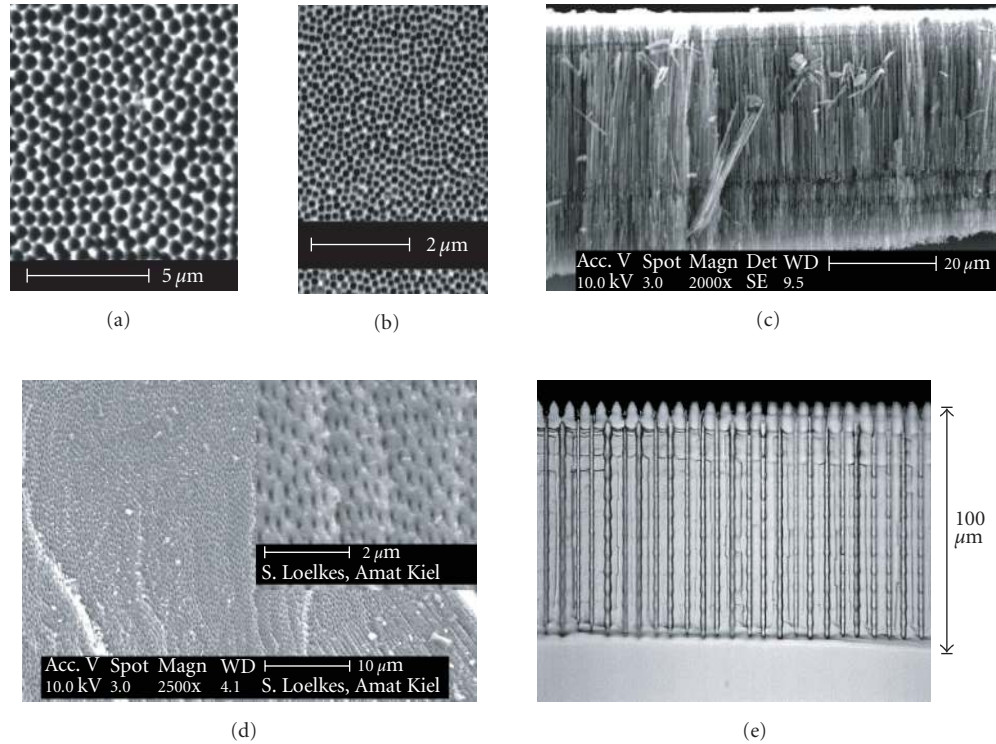 5 μm
(a)
2 μm
(b)
Acc. V Spot Magn Det WD 20 μm
10.0 kV 3.0 2000x SE 9.5
(c)
2 μm
S. Loelkes, Amat Kiel
Acc. V Spot Magn WD 10 μm
10.0 kV 3.0 2500x 4.1 S. Loelkes, Amat Kiel
(d)
100
μm
(e)